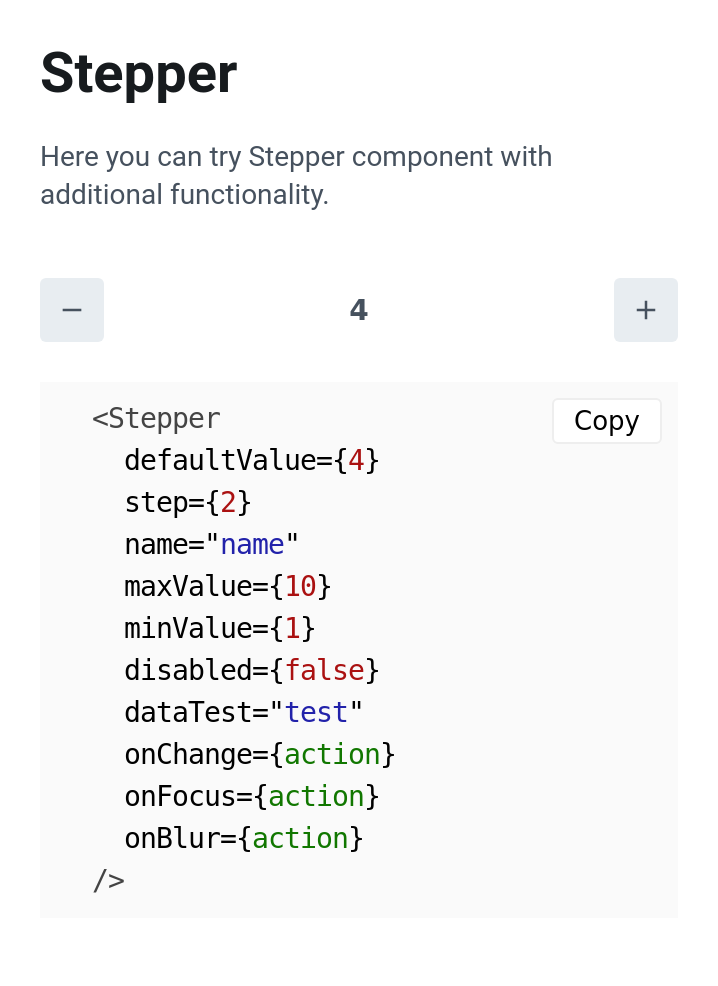 Stepper
Here you can try Stepper component with
additional functionality.
− 4 +
<Stepper
Copy
defaultValue={4}
step={2}
name="name"
maxValue={10}
minValue={1}
disabled={false}
dataTest="test"
onChange={action}
onFocus={action}
onBlur={action}
/>